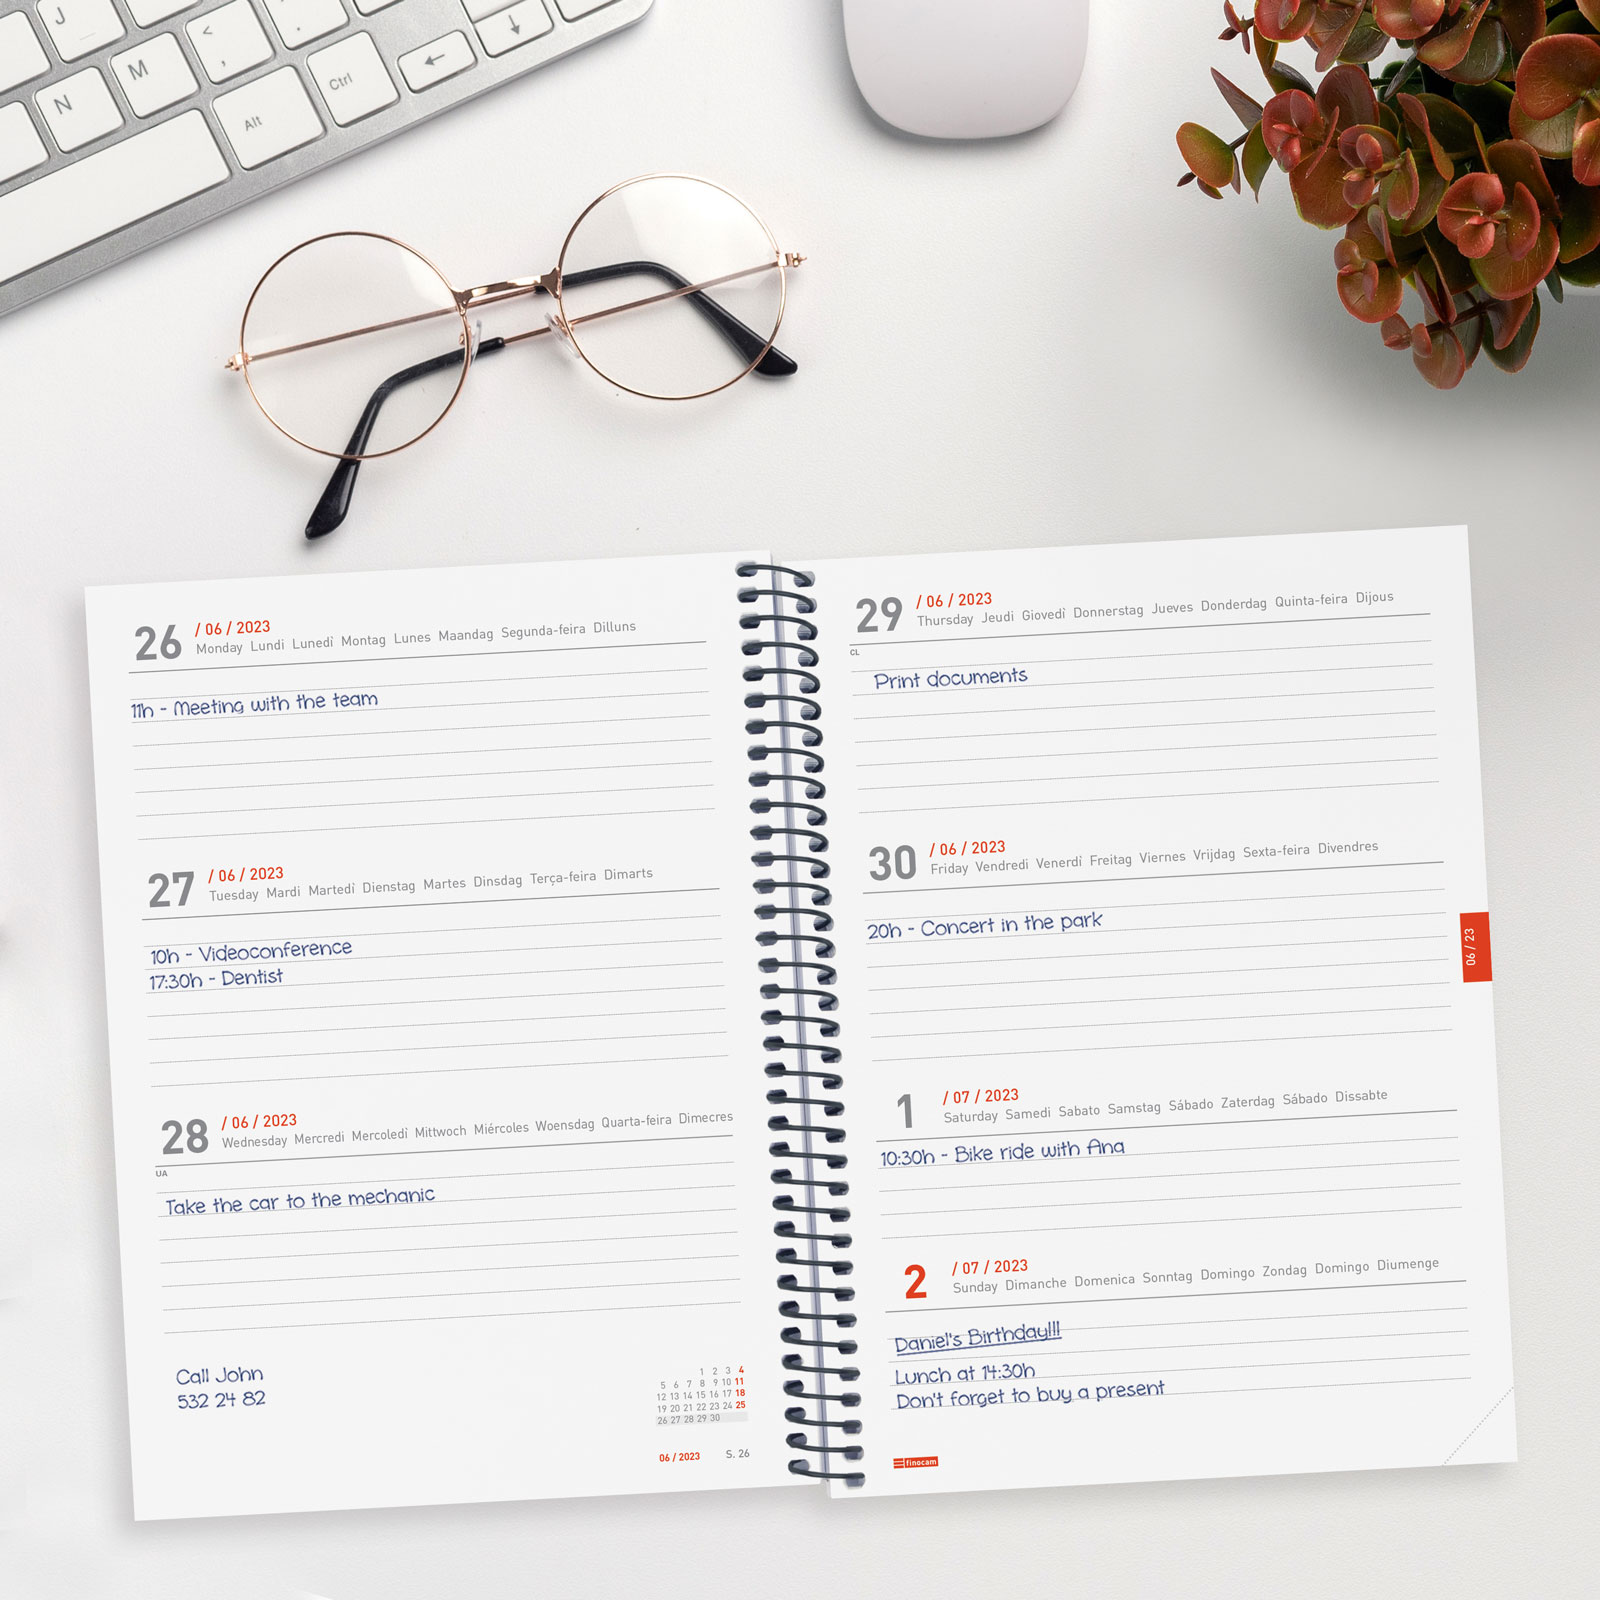 J
<
,
;
.
N
M
Alt
Ctrl
←
↓
26 / 06 / 2023
Monday Lundi Lunedì Montag Lunes Maandag Segunda-feira Dilluns
11h - Meeting with the team
27 / 06 / 2023
Tuesday Mardi Martedì Dienstag Martes Dinsdag Terça-feira Dimarts
10h - Videoconference
17:30h - Dentist
28 / 06 / 2023
Wednesday Mercredi Mercoledì Mittwoch Miércoles Woensdag Quarta-feira Dimecres
UA
Take the car to the mechanic
Call John
532 24 82
1 2 3 4
5 6 7 8 9 10 11
12 13 14 15 16 17 18
19 20 21 22 23 24 25
26 27 28 29 30
06 / 2023 S. 26
29 / 06 / 2023
Thursday Jeudi Giovedì Donnerstag Jueves Donderdag Quinta-feira Dijous
CL
Print documents
30 / 06 / 2023
Friday Vendredi Venerdì Freitag Viernes Vrijdag Sexta-feira Divendres
20h - Concert in the park
06 / 23
1 / 07 / 2023
Saturday Samedi Sabato Samstag Sábado Zaterdag Sábado Dissabte
10:30h - Bike ride with Ana
2 / 07 / 2023
Sunday Dimanche Domenica Sonntag Domingo Zondag Domingo Diumenge
Daniel's Birthday!!!
Lunch at 14:30h
Don't forget to buy a present
finocam